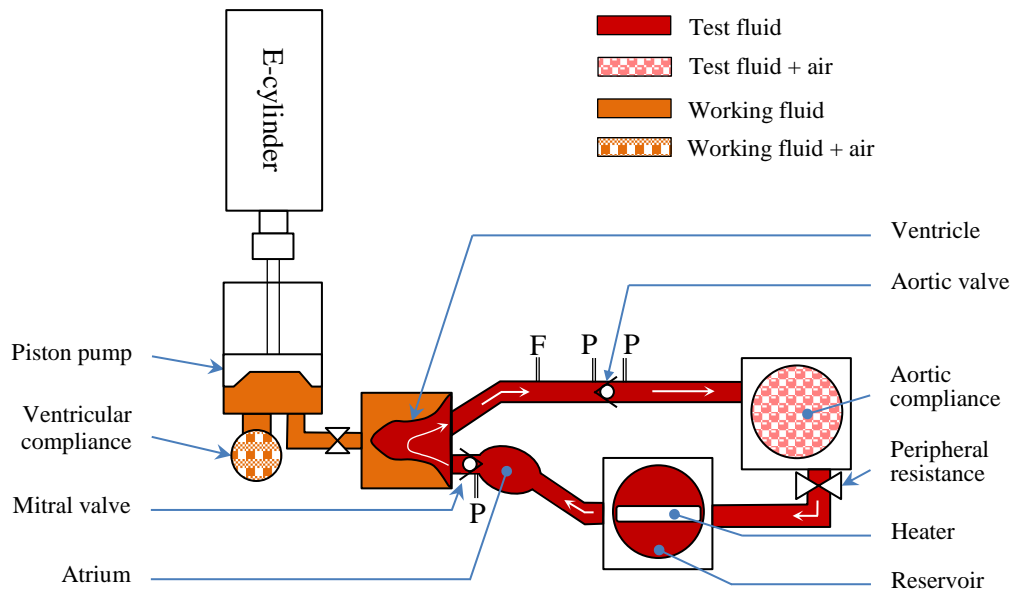 E-cylinder
Test fluid
Test fluid + air
Working fluid
Working fluid + air
Ventricle
Aortic valve
Piston pump
F
P
P
Aortic
compliance
Ventricular
compliance
Peripheral
resistance
Mitral valve
P
Heater
Atrium
Reservoir